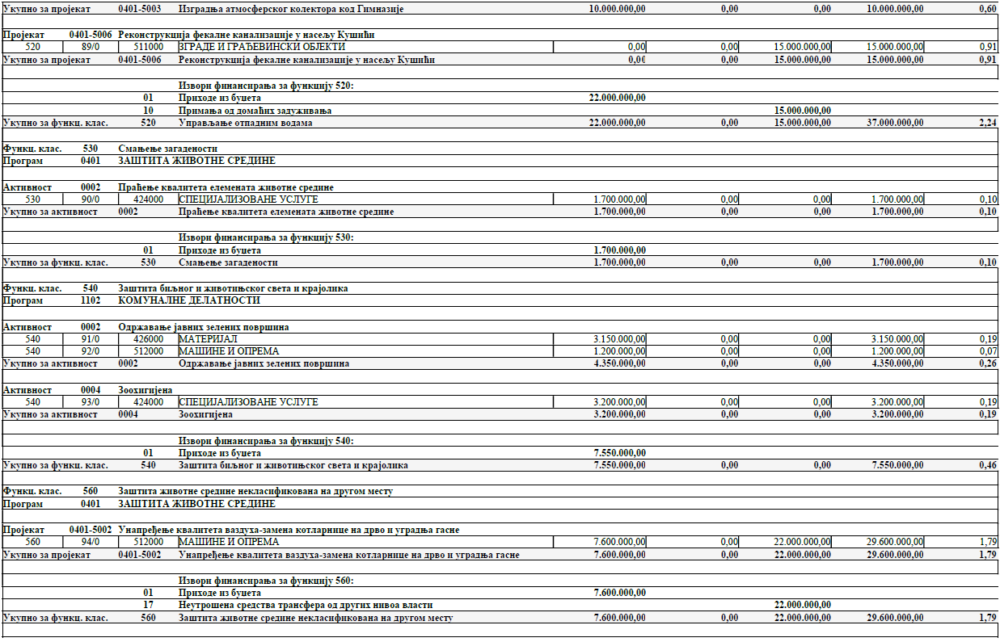 Укупно за пројекат 0401-5003 Изградња атмосферског колектора код Гимназије 10.000.000,00 0,00 0,00 10.000.000,00 0,60
Пројекат 0401-5006 Реконструкција фекалне канализације у насељу Кушићи
520 89/0 511000 ЗГРАДЕ И ГРАЂЕВИНСКИ ОБЈЕКТИ 0,00 0,00 15.000.000,00 15.000.000,00 0,91
Укупно за пројекат 0401-5006 Реконструкција фекалне канализације у насељу Кушићи 0,00 0,00 15.000.000,00 15.000.000,00 0,91
Извори финансирања за функцију 520:
01 Приходе из буџета 22.000.000,00
10 Примања од домаћих задуживања 15.000.000,00
Укупно за функц. клас. 520 Управљање отпадним водама 22.000.000,00 0,00 15.000.000,00 37.000.000,00 2,24
Функц. клас. 530 Смањење загадености
Програм 0401 ЗАШТИТА ЖИВОТНЕ СРЕДИНЕ
Активност 0002 Праћење квалитета елемената животне средине
530 90/0 424000 СПЕЦИЈАЛИЗОВАНЕ УСЛУГЕ 1.700.000,00 0,00 0,00 1.700.000,00 0,10
Укупно за активност 0002 Праћење квалитета елемената животне средине 1.700.000,00 0,00 0,00 1.700.000,00 0,10
Извори финансирања за функцију 530:
01 Приходе из буџета 1.700.000,00
Укупно за функц. клас. 530 Смањење загадености 1.700.000,00 0,00 0,00 1.700.000,00 0,10
Функц. клас. 540 Заштита биљног и животињског света и крајолика
Програм 1102 КОМУНАЛНЕ ДЕЛАТНОСТИ
Активност 0002 Одржавање јавних зелених површина
540 91/0 426000 МАТЕРИЈАЛ 3.150.000,00 0,00 0,00 3.150.000,00 0,19
540 92/0 512000 МАШИНЕ И ОПРЕМА 1.200.000,00 0,00 0,00 1.200.000,00 0,07
Укупно за активност 0002 Одржавање јавних зелених површина 4.350.000,00 0,00 0,00 4.350.000,00 0,26
Активност 0004 Зоохигијена
540 93/0 424000 СПЕЦИЈАЛИЗОВАНЕ УСЛУГЕ 3.200.000,00 0,00 0,00 3.200.000,00 0,19
Укупно за активност 0004 Зоохигијена 3.200.000,00 0,00 0,00 3.200.000,00 0,19
Извори финансирања за функцију 540:
01 Приходе из буџета 7.550.000,00
Укупно за функц. клас. 540 Заштита биљног и животињског света и крајолика 7.550.000,00 0,00 0,00 7.550.000,00 0,46
Функц. клас. 560 Заштита животне средине некласификована на другом месту
Програм 0401 ЗАШТИТА ЖИВОТНЕ СРЕДИНЕ
Пројекат 0401-5002 Унапређење квалитета ваздуха-замена котларнице на дрво и уградња гасне
560 94/0 512000 МАШИНЕ И ОПРЕМА 7.600.000,00 0,00 22.000.000,00 29.600.000,00 1,79
Укупно за пројекат 0401-5002 Унапређење квалитета ваздуха-замена котларнице на дрво и уградња гасне 7.600.000,00 0,00 22.000.000,00 29.600.000,00 1,79
Извори финансирања за функцију 560:
01 Приходе из буџета 7.600.000,00
17 Неутрошена средства трансфера од других нивоа власти 22.000.000,00
Укупно за функц. клас. 560 Заштита животне средине некласификована на другом месту 7.600.000,00 0,00 22.000.000,00 29.600.000,00 1,79